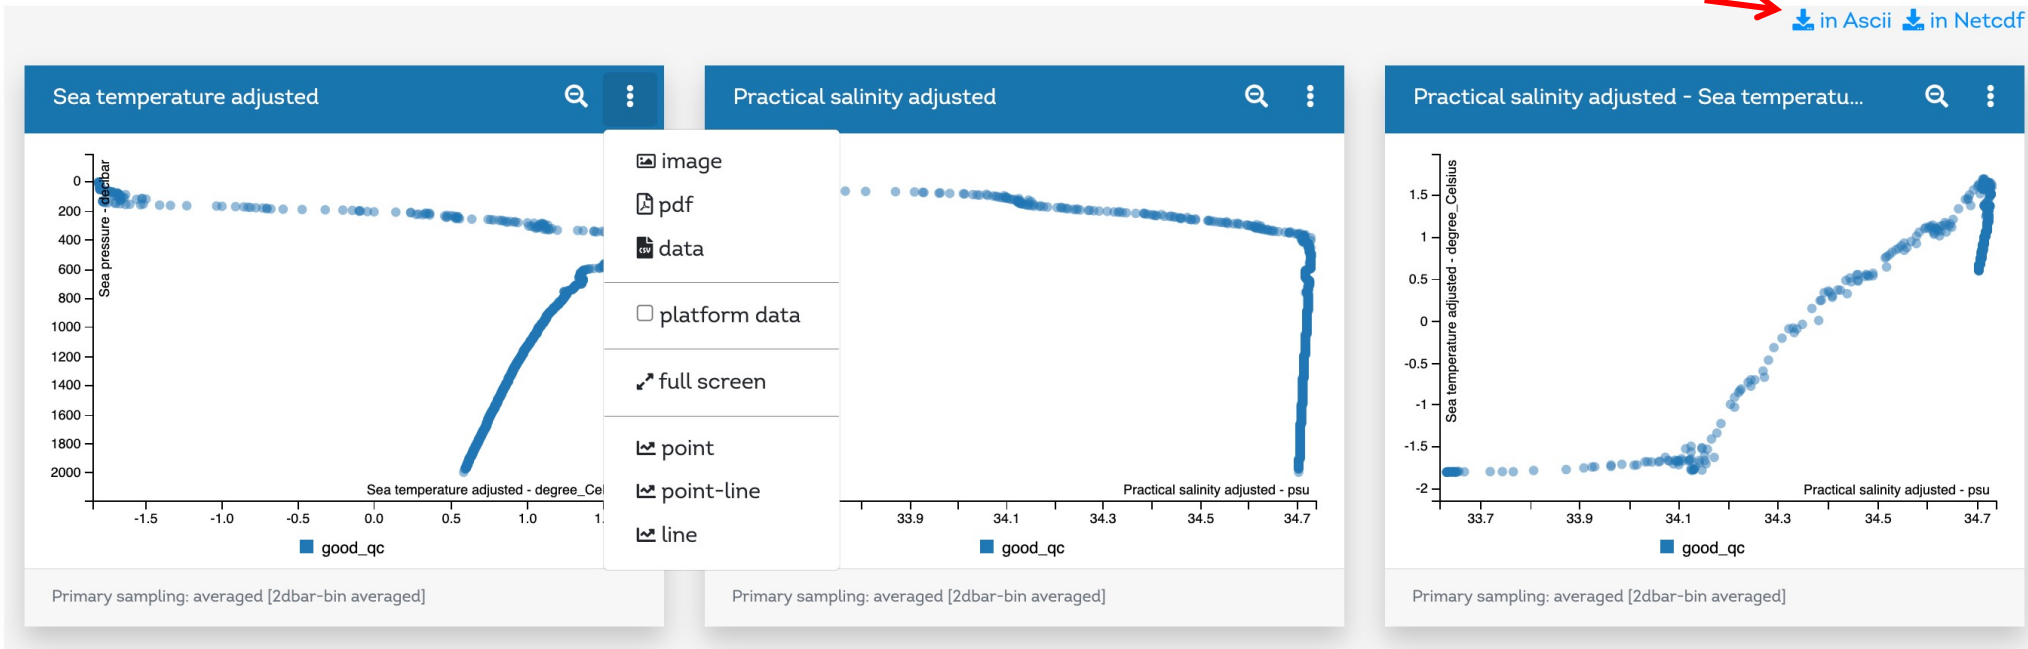 in Ascii in Netcdf
Sea temperature adjusted
image
pdf
data
platform data
full screen
point
point-line
line
0
200
400
600
800
1000
1200
1400
1600
1800
2000
Sea pressure - decibar
Sea temperature adjusted - degree_Cel
-1.5 -1.0 -0.5 0.0 0.5 1.0 1.
good_qc
Primary sampling: averaged [2dbar-bin averaged]
Practical salinity adjusted
Practical salinity adjusted - psu
33.9 34.1 34.3 34.5 34.7
good_qc
Primary sampling: averaged [2dbar-bin averaged]
Practical salinity adjusted - Sea temperatu...
1.5
1
0.5
0
-0.5
-1
-1.5
-2
Sea temperature adjusted - degree_Celsius
Practical salinity adjusted - psu
33.7 33.9 34.1 34.3 34.5 34.7
good_qc
Primary sampling: averaged [2dbar-bin averaged]